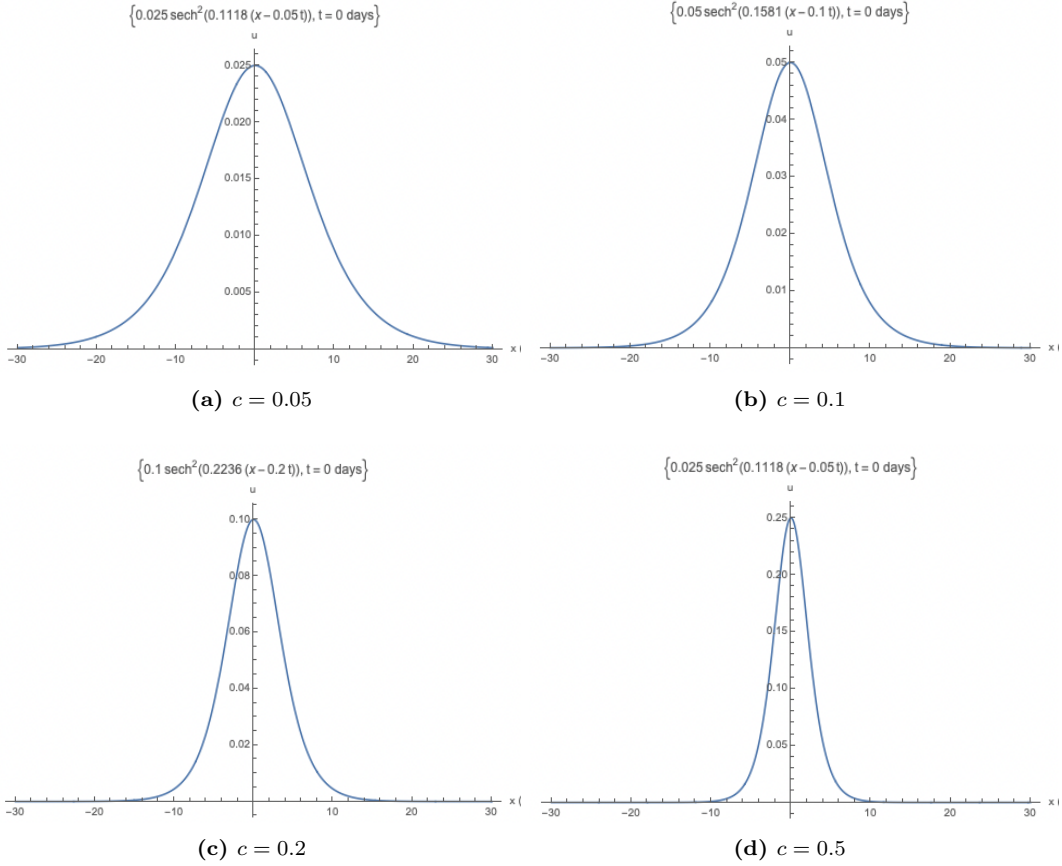 {0.025 sech²(0.1118 (x – 0.05 t)), t = 0 days}
u
0.025
0.020
0.015
0.010
0.005
−30 −20 −10 0 10 20 30 x (
(a) c = 0.05
{0.05 sech²(0.1581 (x – 0.1 t)), t = 0 days}
u
0.05
0.04
0.03
0.02
0.01
−30 −20 −10 0 10 20 30 x (
(b) c = 0.1
{0.1 sech²(0.2236 (x – 0.2 t)), t = 0 days}
u
0.10
0.08
0.06
0.04
0.02
−30 −20 −10 0 10 20 30 x (
(c) c = 0.2
{0.025 sech²(0.1118 (x – 0.05 t)), t = 0 days}
u
0.25
0.20
0.15
0.10
0.05
−30 −20 −10 0 10 20 30 x (
(d) c = 0.5